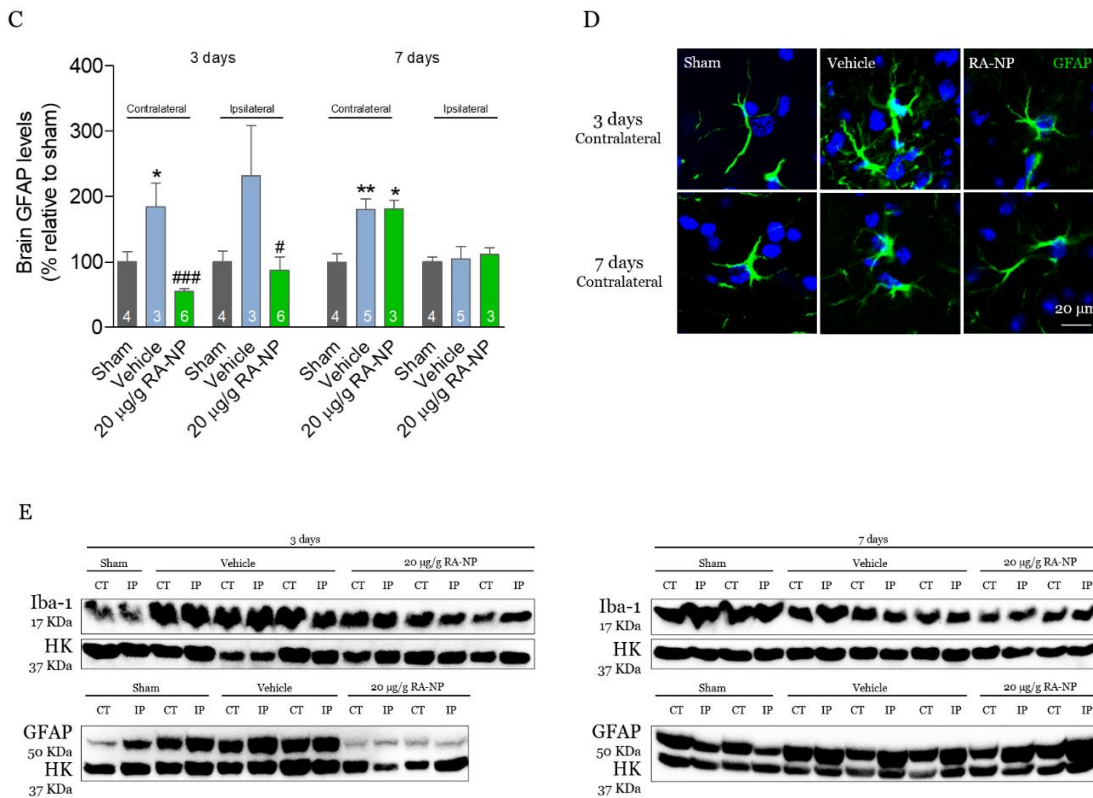 C
3 days 7 days
Contralateral Ipsilateral Contralateral Ipsilateral
Brain GFAP levels
(% relative to sham)
400
300
200
100
0
* ### # ** *
4 3 6 4 3 6 4 5 3 4 5 3
Sham Vehicle 20 µg/g RA-NP Sham Vehicle 20 µg/g RA-NP Sham Vehicle 20 µg/g RA-NP Sham Vehicle 20 µg/g RA-NP
D
Sham Vehicle RA-NP GFAP
3 days
Contralateral
7 days
Contralateral
20 µm
E
3 days
Sham Vehicle 20 µg/g RA-NP
CT IP CT IP CT IP CT IP CT IP CT IP CT IP
Iba-1
17 KDa
HK
37 KDa
Sham Vehicle 20 µg/g RA-NP
CT IP CT IP CT IP CT IP CT IP CT IP
GFAP
50 KDa
HK
37 KDa
7 days
Sham Vehicle 20 µg/g RA-NP
CT IP CT IP CT IP CT IP CT IP CT IP CT IP
Iba-1
17 KDa
HK
37 KDa
Sham Vehicle 20 µg/g RA-NP
CT IP CT IP CT IP CT IP CT IP CT IP CT IP
GFAP
50 KDa
HK
37 KDa